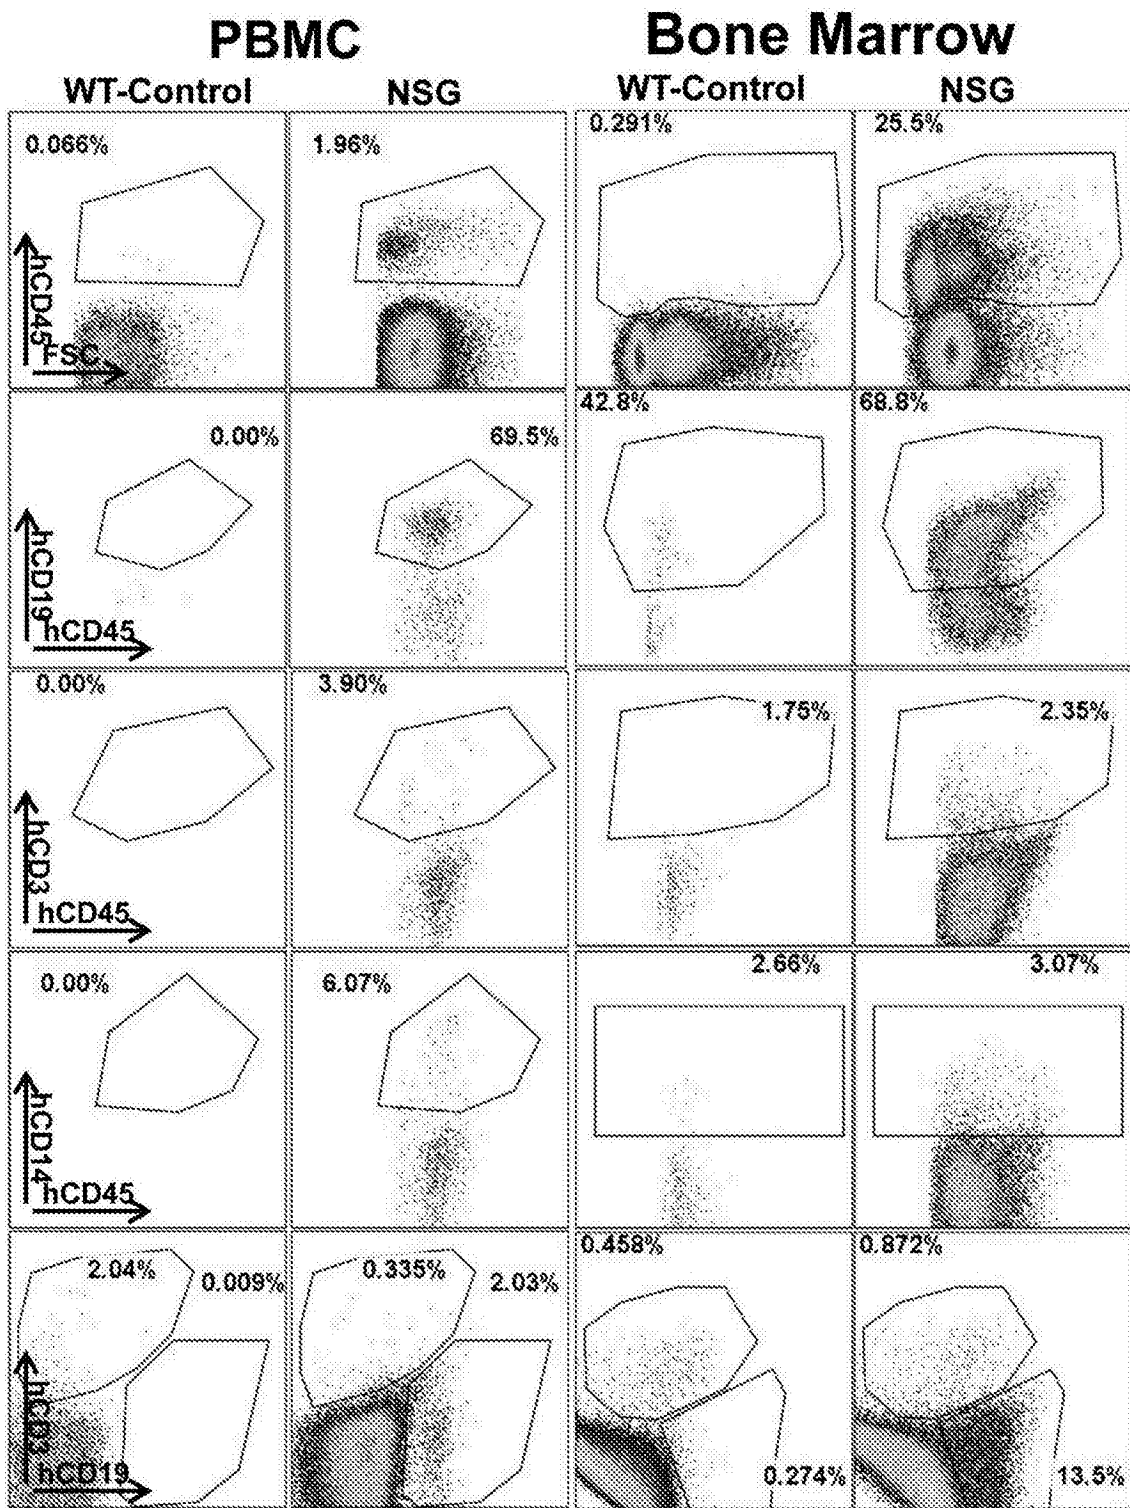 PBMC Bone Marrow
WT-Control NSG WT-Control NSG
0.066% 1.96% 0.291% 25.5%
hCD45
FSC
0.00% 69.5% 42.8% 68.8%
hCD19
hCD45
0.00% 3.90% 1.75% 2.35%
hCD3
hCD45
0.00% 6.07% 2.66% 3.07%
hCD14
hCD45
2.04% 0.009% 0.335% 2.03% 0.458% 0.872%
hCD3
hCD19
0.274% 13.5%